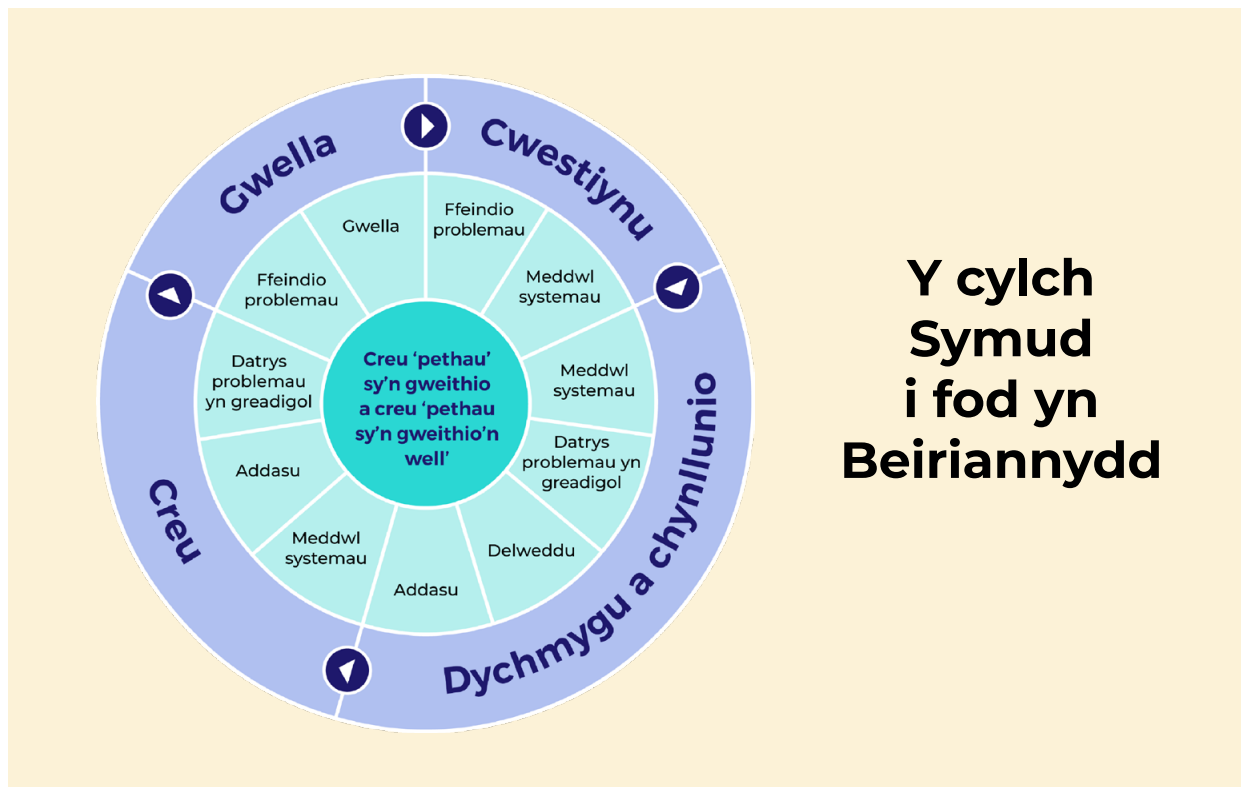 Gwella
Cwestiynu
Dychmygu a chynllunio
Creu
Ffeindio
problemau
Meddwl
systemau
Meddwl
systemau
Datrys
problemau yn
greadigol
Delweddu
Addasu
Meddwl
systemau
Addasu
Datrys
problemau
yn greadigol
Ffeindio
problemau
Gwella
Creu ‘pethau’
sy’n gweithio
a creu ‘pethau
sy’n gweithio’n
well’
Y cylch
Symud
i fod yn
Beiriannydd